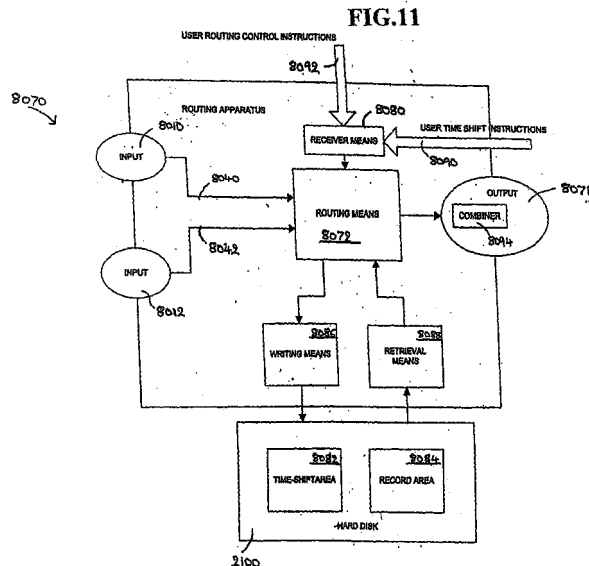 FIG.11
USER ROUTING CONTROL INSTRUCTIONS
8092
8070
ROUTING APPARATUS
8080
8010
RECEIVER MEANS
USER TIME SHIFT INSTRUCTIONS
8090
INPUT
8040
OUTPUT
ROUTING MEANS
COMBINER
8072
8094
8042
INPUT
8012
8086
WRITING MEANS
8088
RETRIEVAL
MEANS
8082
TIME-SHIFT AREA
8084
RECORD AREA
HARD DISK
2100